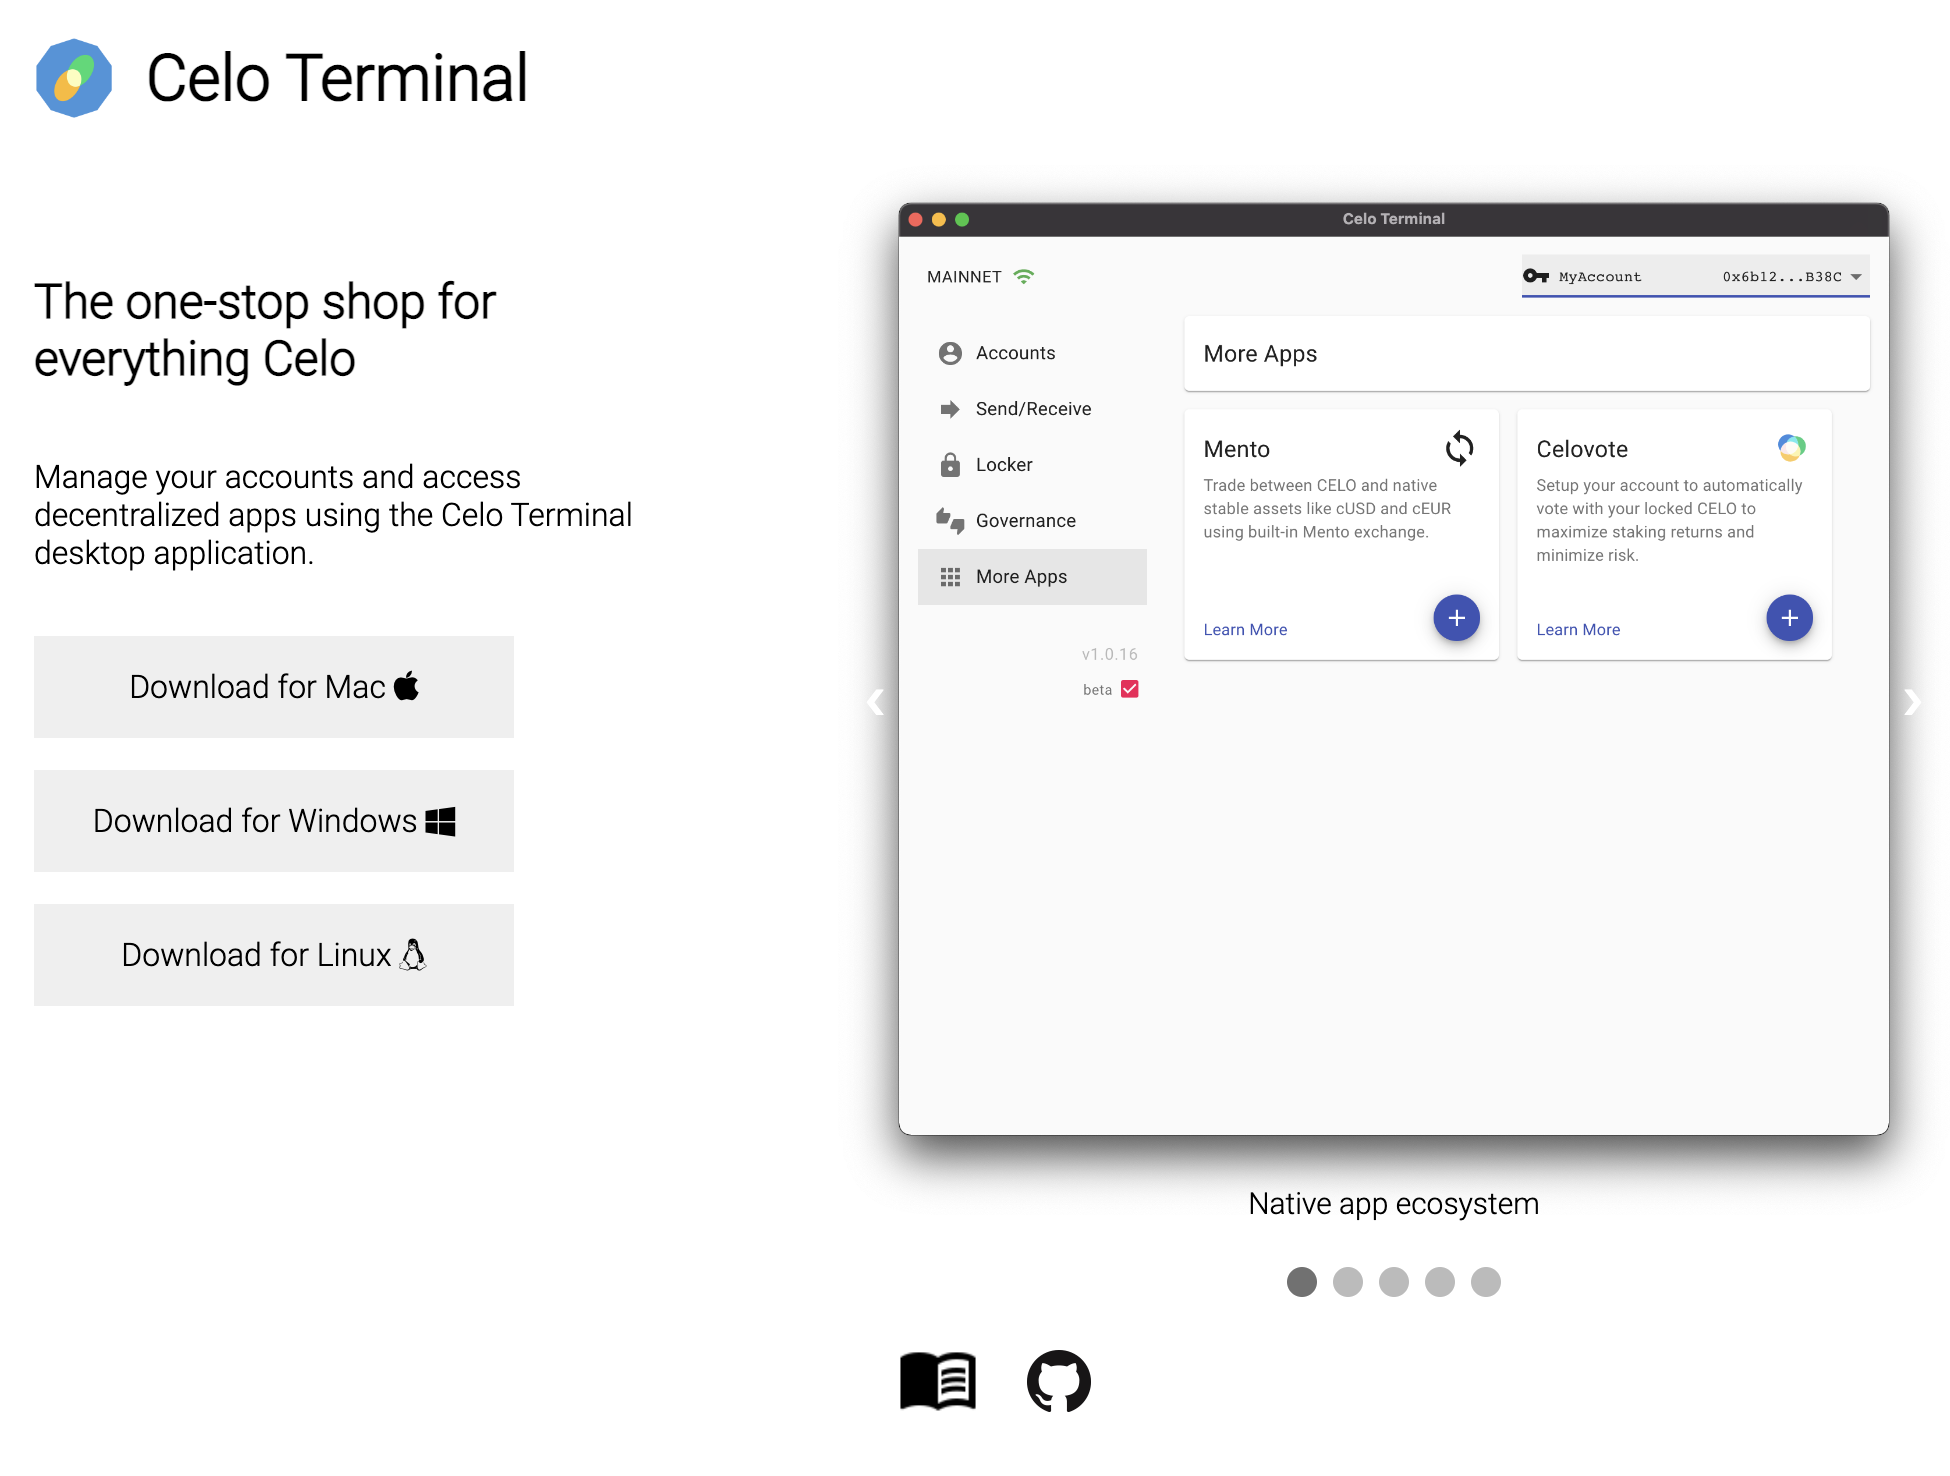 Celo Terminal
The one-stop shop for
everything Celo
Manage your accounts and access
decentralized apps using the Celo Terminal
desktop application.
Download for Mac
Download for Windows
Download for Linux
Celo Terminal
MAINNET
MyAccount 0x6b12...B38C
Accounts
Send/Receive
Locker
Governance
More Apps
v1.0.16
beta
More Apps
Mento
Trade between CELO and native
stable assets like cUSD and cEUR
using built-in Mento exchange.
Learn More
Celovote
Setup your account to automatically
vote with your locked CELO to
maximize staking returns and
minimize risk.
Learn More
Native app ecosystem